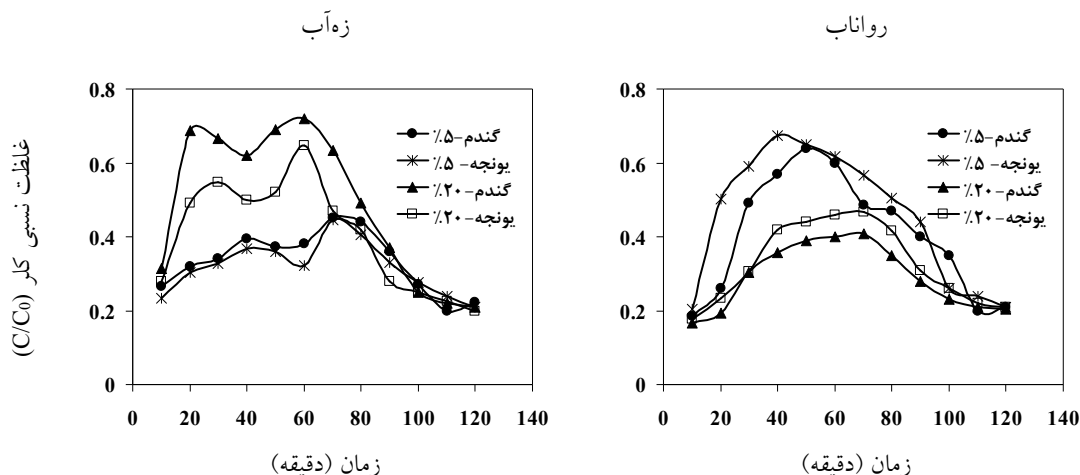 رواناب
زه‌آب
0.8
0.6
0.4
0.2
0
0 20 40 60 80 100 120 140
گندم-۵٪
یونجه-۵٪
گندم-۲۰٪
یونجه-۲۰٪
زمان (دقیقه)
غلظت نسبی کلر (C/C0)
0.8
0.6
0.4
0.2
0
0 20 40 60 80 100 120 140
گندم-۵٪
یونجه-۵٪
گندم-۲۰٪
یونجه-۲۰٪
زمان (دقیقه)